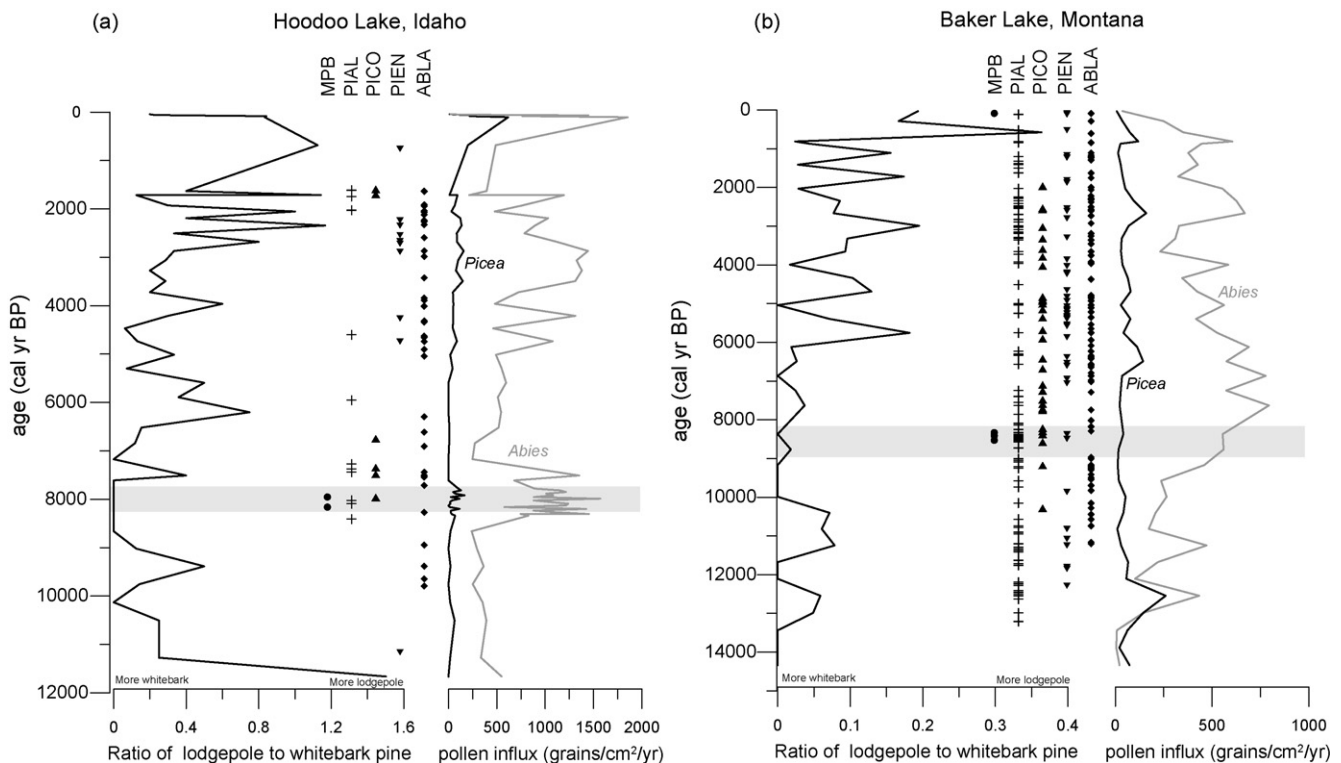 (a)
Hoodoo Lake, Idaho
MPB
PIAL
PICO
PIEN
ABLA
0
2000
4000
6000
8000
10000
12000
age (cal yr BP)
Picea
Abies
More whitebark
More lodgepole
0
0.4
0.8
1.2
1.6
Ratio of lodgepole to whitebark pine
0
500
1000
1500
2000
pollen influx (grains/cm²/yr)
(b)
Baker Lake, Montana
MPB
PIAL
PICO
PIEN
ABLA
0
2000
4000
6000
8000
10000
12000
14000
age (cal yr BP)
Abies
Picea
More whitebark
More lodgepole
0
0.1
0.2
0.3
0.4
Ratio of lodgepole to whitebark pine
0
500
1000
pollen influx (grains/cm²/yr)